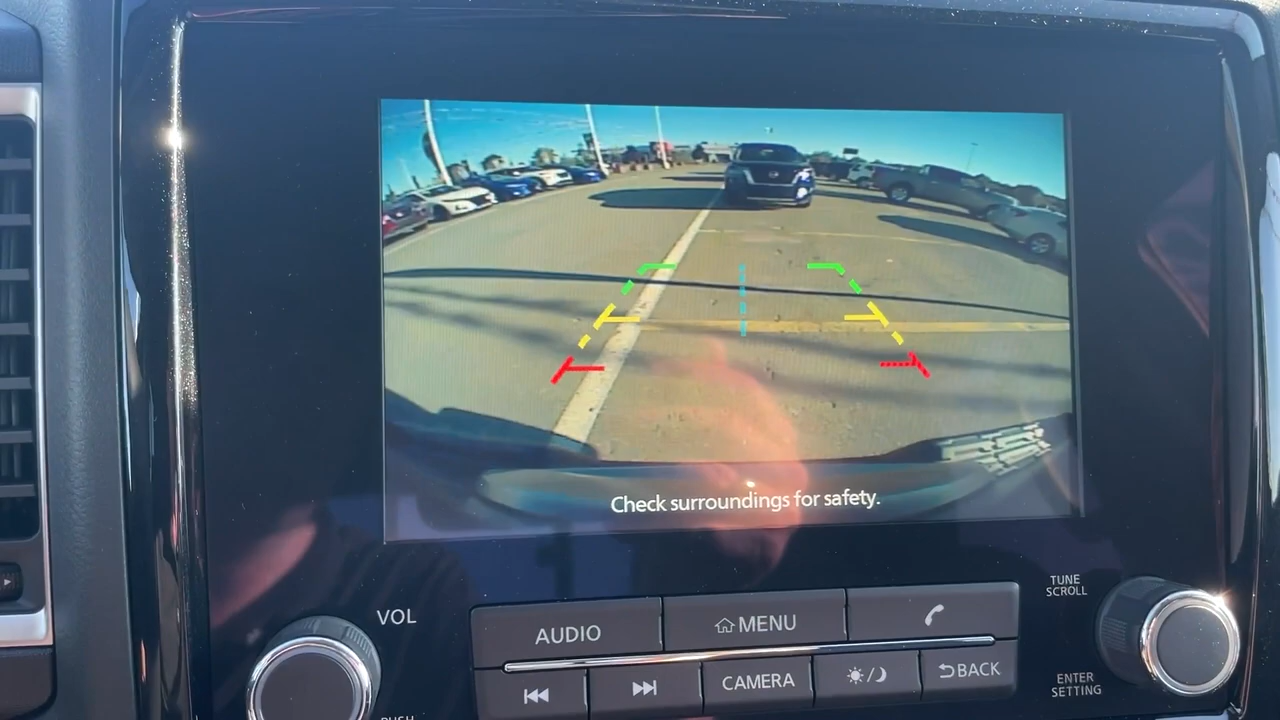 Check surroundings for safety.
VOL
AUDIO
MENU
TUNE
SCROLL
CAMERA
BACK
ENTER
SETTING
PUSH